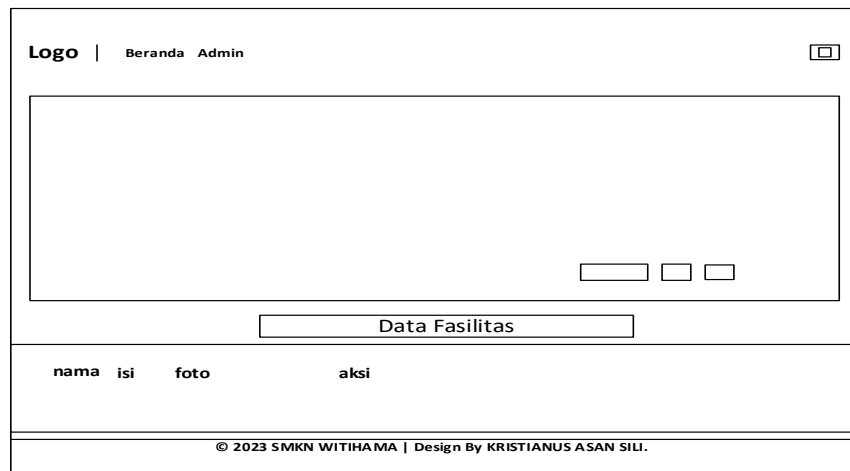 Logo | Beranda Admin
Data Fasilitas
nama isi foto aksi
© 2023 SMKN WITIHAMA | Design By KRISTIANUS ASAN SILI.